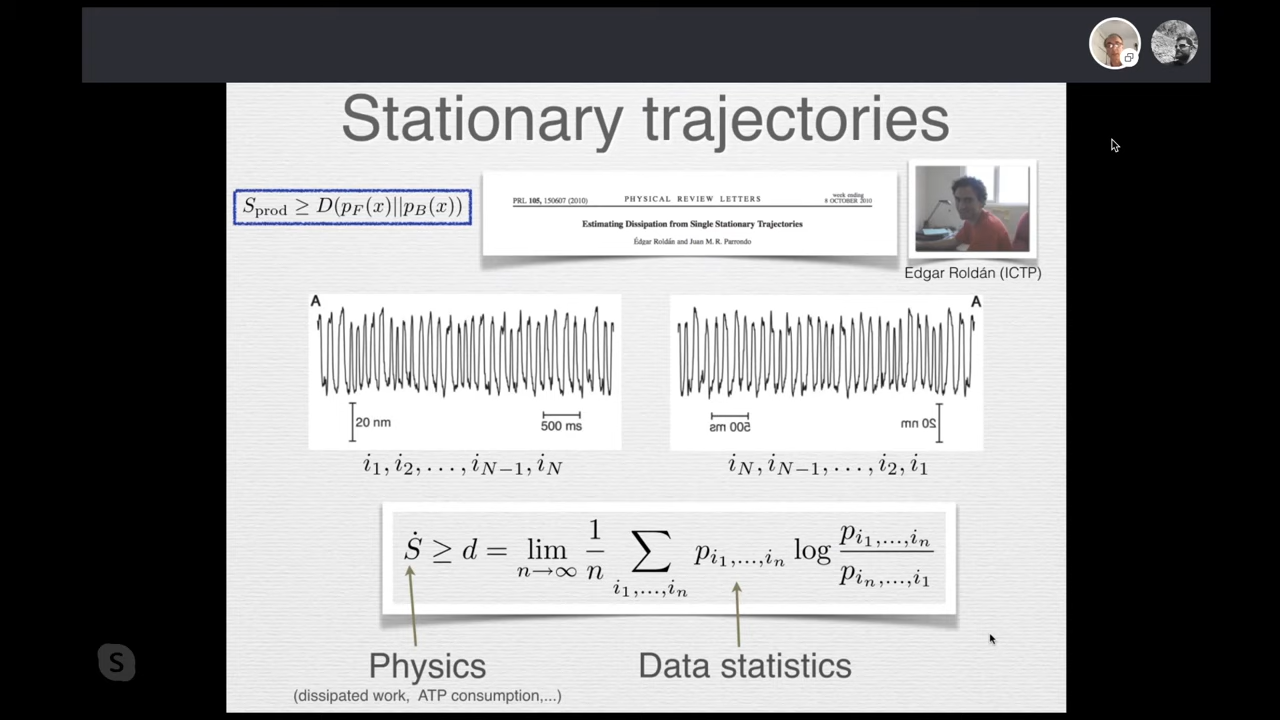 Stationary trajectories
S_prod ≥ D(p_F(x)||p_B(x))
PRL 105, 150607 (2010)
PHYSICAL REVIEW LETTERS
week ending
8 OCTOBER 2010
Estimating Dissipation from Single Stationary Trajectories
Édgar Roldán and Juan M. R. Parrondo
Edgar Roldán (ICTP)
A
20 nm
500 ms
A
500 ms
20 nm
i_1, i_2, . . . , i_{N−1}, i_N
i_N, i_{N−1}, . . . , i_2, i_1
Ṡ ≥ d = lim_{n→∞} 1/n ∑_{i_1,...,i_n} p_{i_1,...,i_n} log p_{i_1,...,i_n}/p_{i_n,...,i_1}
Physics
Data statistics
(dissipated work, ATP consumption,...)
S